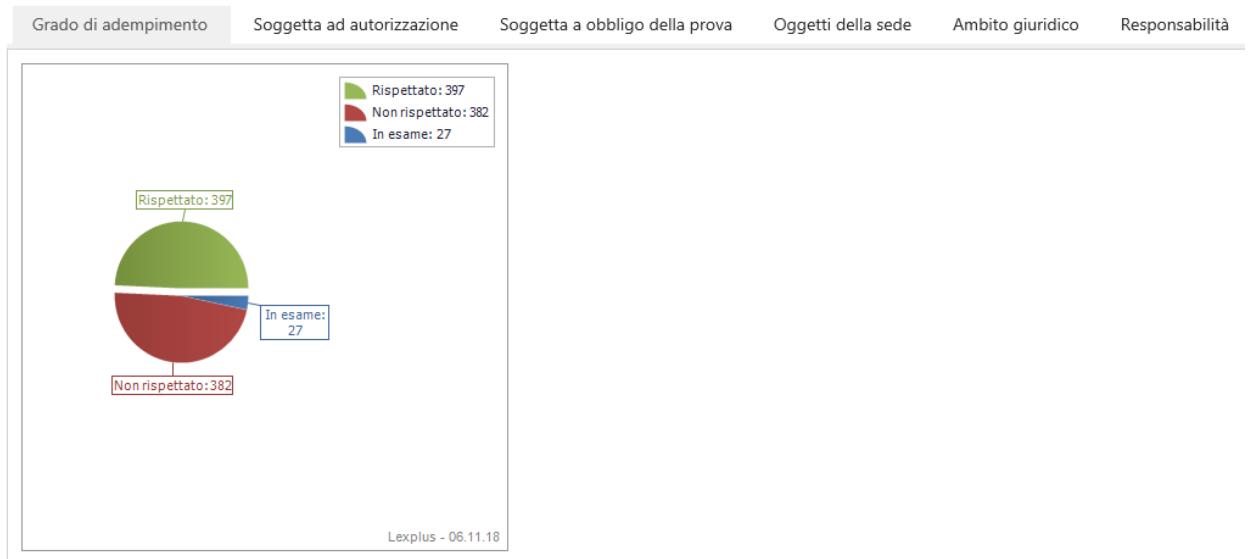 Grado di adempimento Soggetta ad autorizzazione Soggetta a obbligo della prova Oggetti della sede Ambito giuridico Responsabilità
Rispettato: 397
Non rispettato: 382
In esame: 27
Rispettato: 397
In esame:
27
Non rispettato: 382
Lexplus - 06.11.18